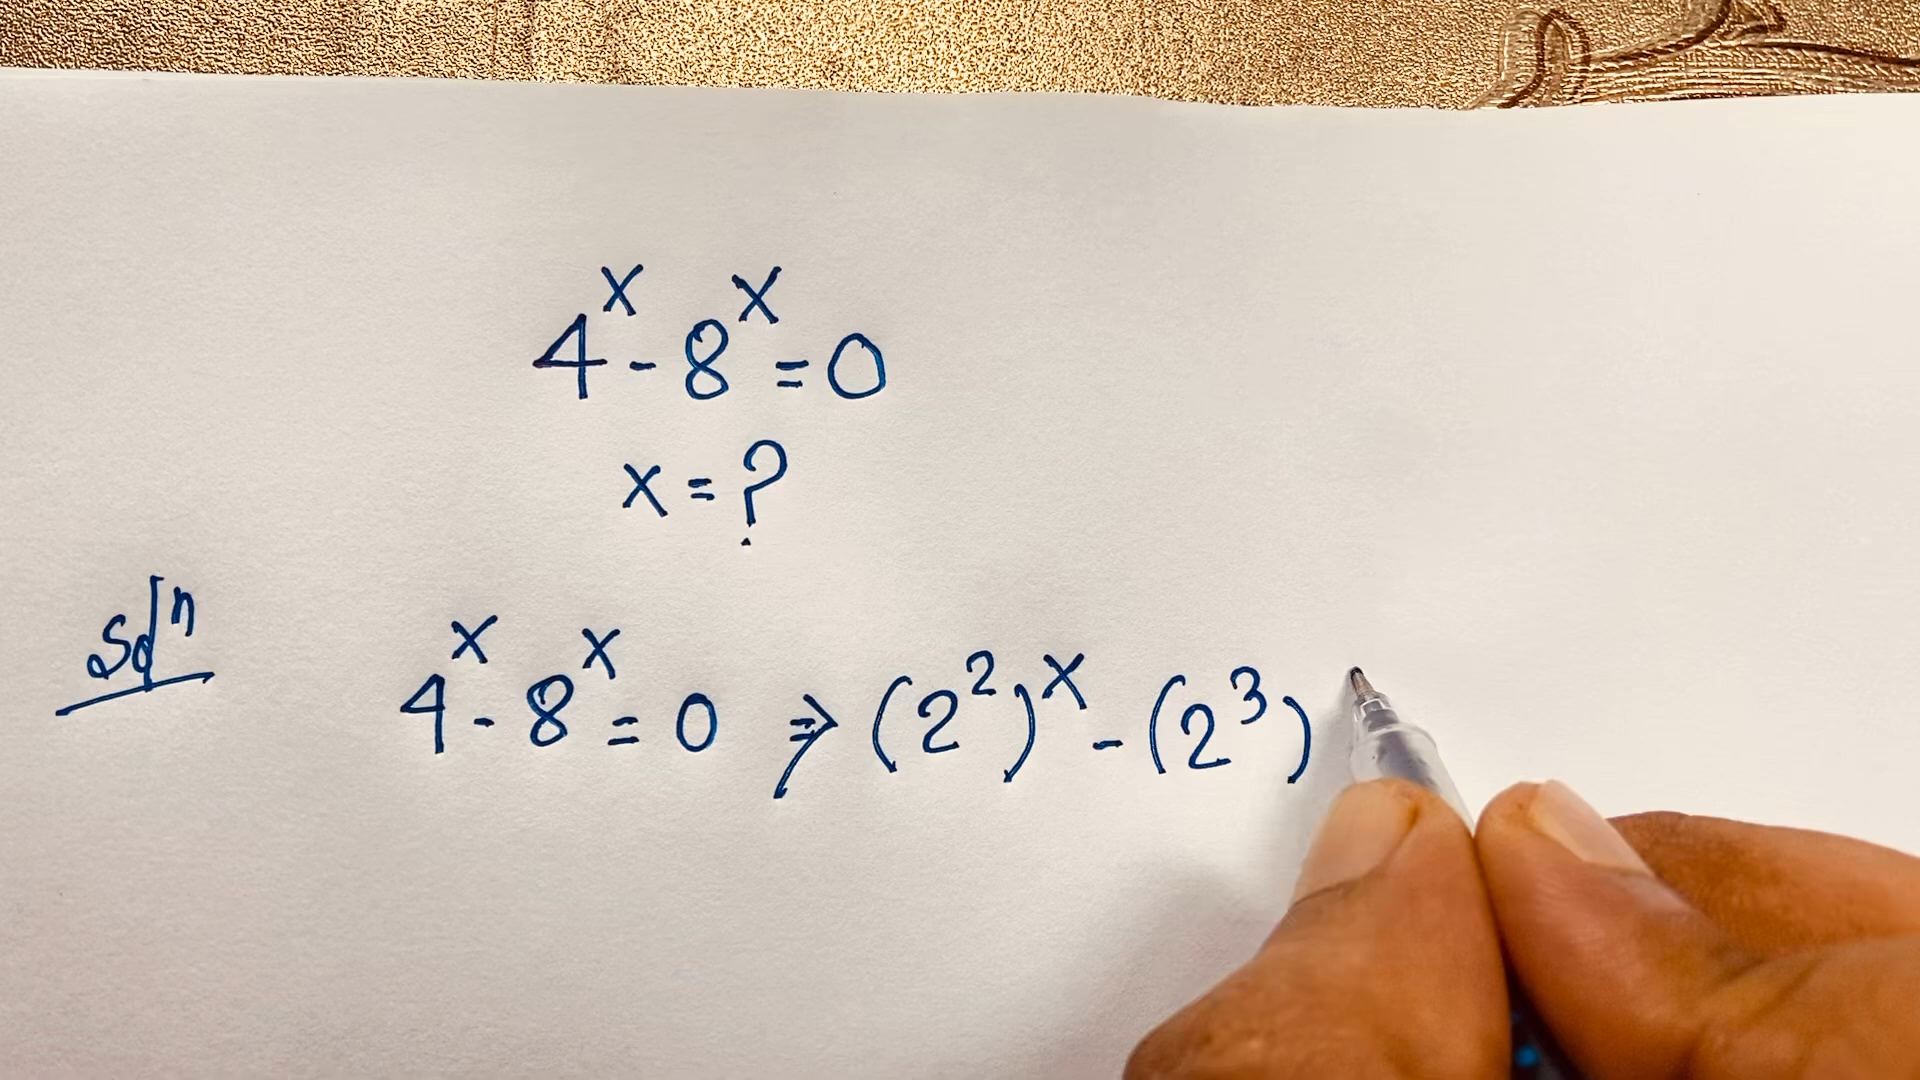 4^x - 8^x = 0
x = ?
Sol^n
4^x - 8^x = 0 ⇒ (2^2)^x - (2^3)